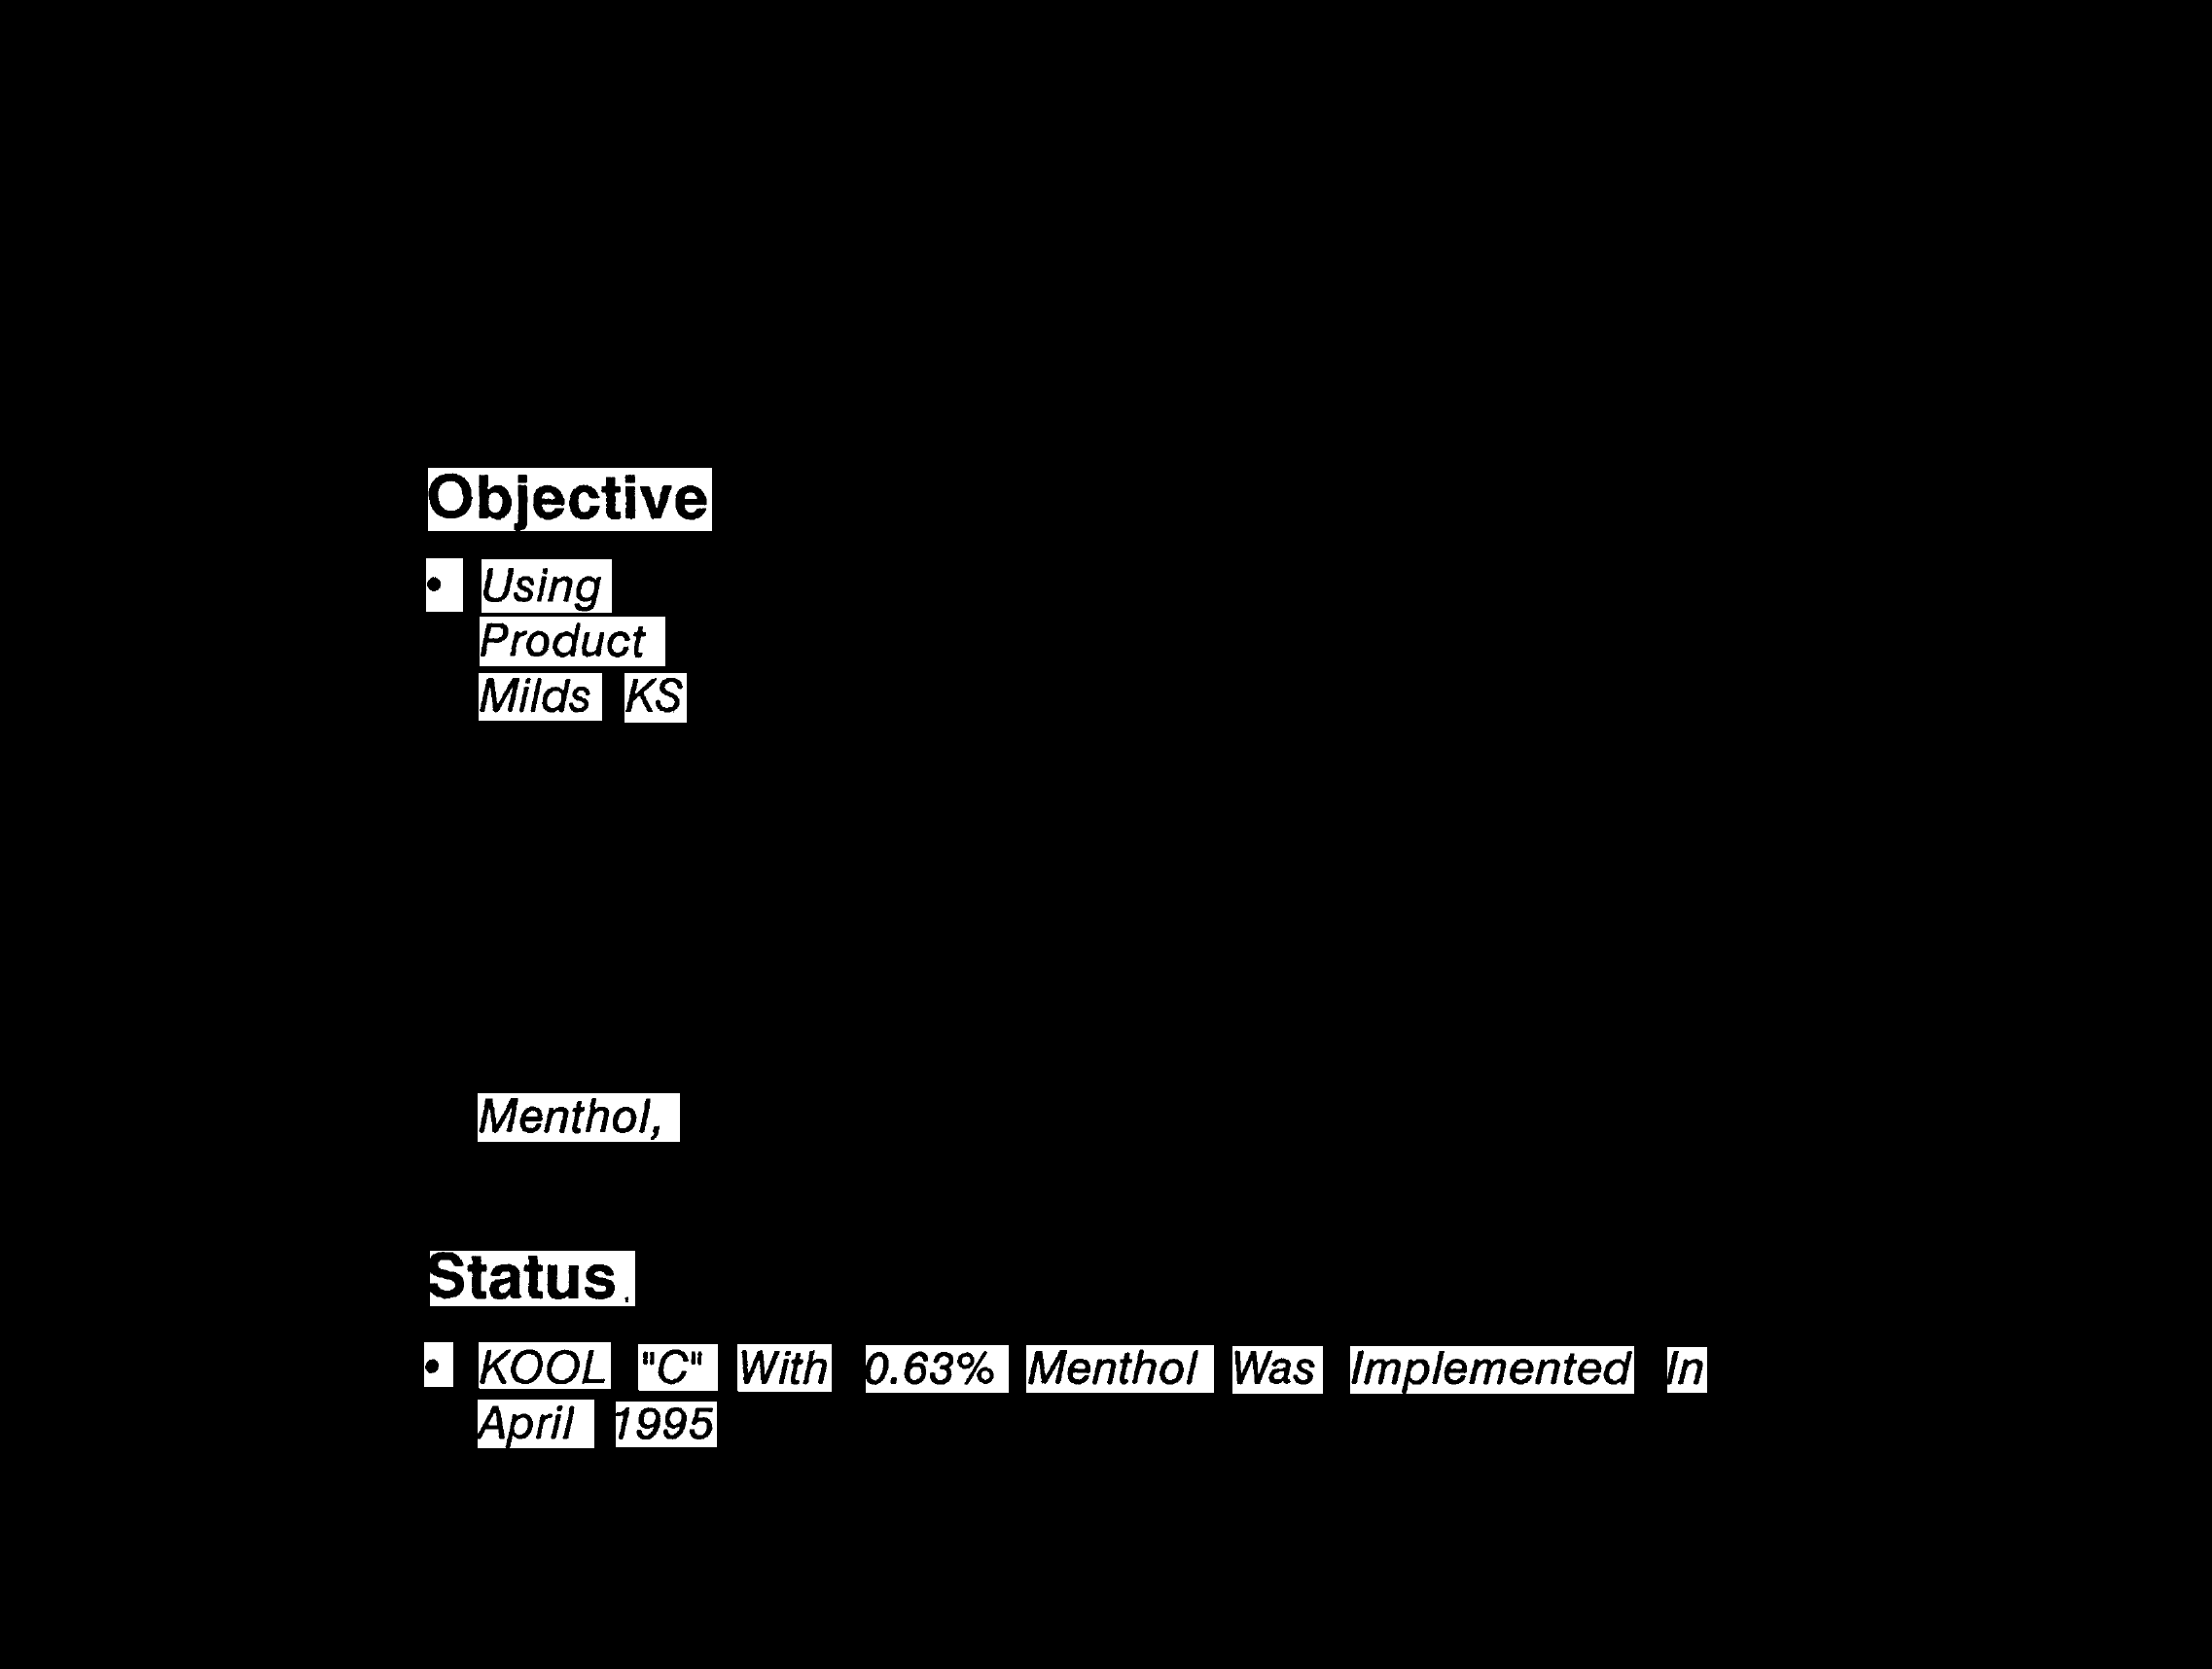 Objective
• Using
Product
Milds KS
Menthol,
Status
• KOOL "C" With 0.63% Menthol Was Implemented In
April 1995